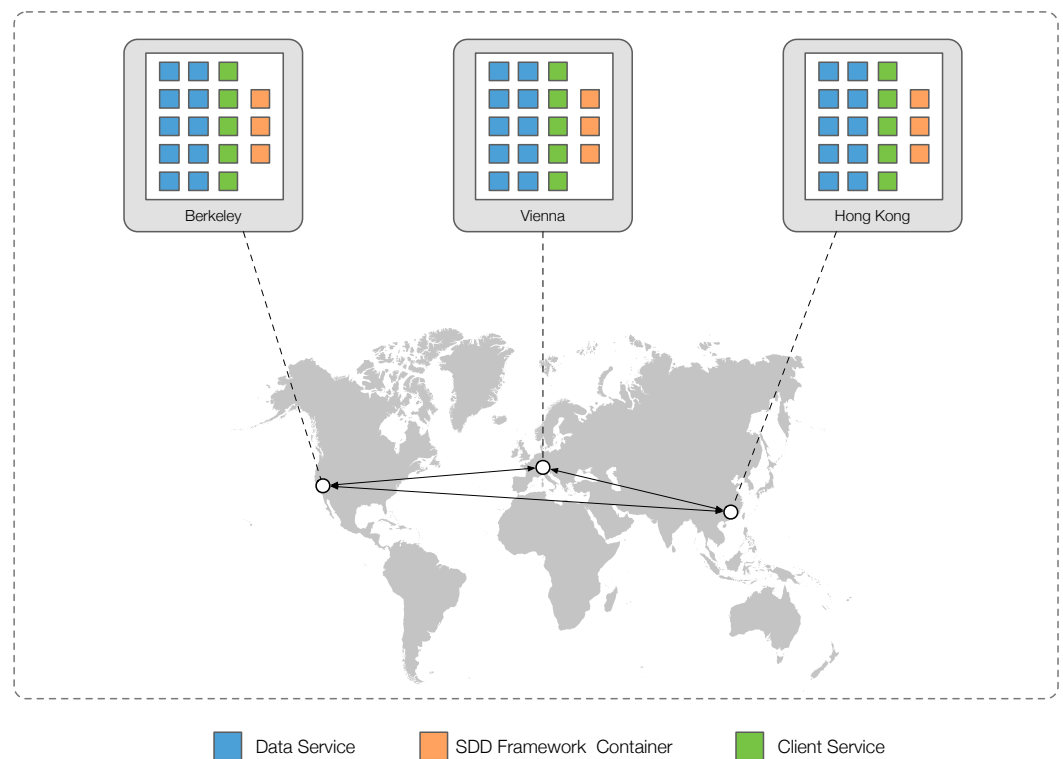 Berkeley
Vienna
Hong Kong
Data Service
SDD Framework Container
Client Service